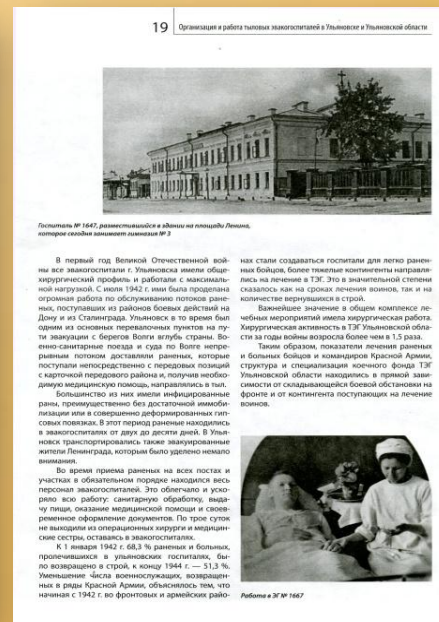 19
Организация и работа тыловых эвакогоспиталей в Ульяновске и Ульяновской области
Госпиталь № 1647, разместившийся в здании на площади Ленина,
которое сегодня занимает гимназия № 3
В первый год Великой Отечественной вой-
ны все эвакогоспитали г. Ульяновска имели обще-
хирургический профиль и работали с максималь-
ной нагрузкой. С июля 1942 г. ими была проделана
огромная работа по обслуживанию потоков ране-
ных, поступавших из районов боевых действий на
Дону и из Сталинграда. Ульяновск в то время был
одним из основных перевалочных пунктов на пу-
ти эвакуации с берегов Волги вглубь страны. Во-
енно-санитарные поезда и суда по Волге непре-
рывным потоком доставляли раненых, которые
поступали непосредственно с передовых позиций
с карточкой передового района и, получив необхо-
димую медицинскую помощь, направлялись в тыл.
Большинство из них имели инфицированные
раны, преимущественно без достаточной иммоби-
лизации или в совершенно деформированных гип-
совых повязках. В этот период раненые находились
в эвакогоспиталях от двух до десяти дней. В Улья-
новск транспортировались также эвакуированные
жители Ленинграда, которым было уделено немало
внимания.
Во время приема раненых на всех постах и
участках в обязательном порядке находился весь
персонал эвакогоспиталей. Это облегчало и уско-
ряло всю работу: санитарную обработку, выда-
чу пищи, оказание медицинской помощи и своев-
ременное оформление документов. По трое суток
не выходили из операционных хирурги и медицин-
ские сестры, оставаясь в эвакогоспиталях.
К 1 января 1942 г. 68,3 % раненых и больных,
пролечившихся в ульяновских госпиталях, бы-
ло возвращено в строй, к концу 1944 г. — 51,3 %.
Уменьшение числа военнослужащих, возвращен-
ных в ряды Красной Армии, объяснялось тем, что
начиная с 1942 г. во фронтовых и армейских райо-
нах стали создаваться госпитали для легко ранен-
ных бойцов, более тяжелые контингенты направля-
лись на лечение в ТЭГ. Это в значительной степени
сказалось как на сроках лечения воинов, так и на
количестве вернувшихся в строй.
Важнейшее значение в общем комплексе ле-
чебных мероприятий имела хирургическая работа.
Хирургическая активность в ТЭГ Ульяновской обла-
сти за годы войны возросла более чем в 1,5 раза.
Таким образом, показатели лечения раненых
и больных бойцов и командиров Красной Армии,
структура и специализация коечного фонда ТЭГ
Ульяновской области находились в прямой зави-
симости от складывающейся боевой обстановки на
фронте и от контингента поступающих на лечение
воинов.
Работа в ЭГ № 1667